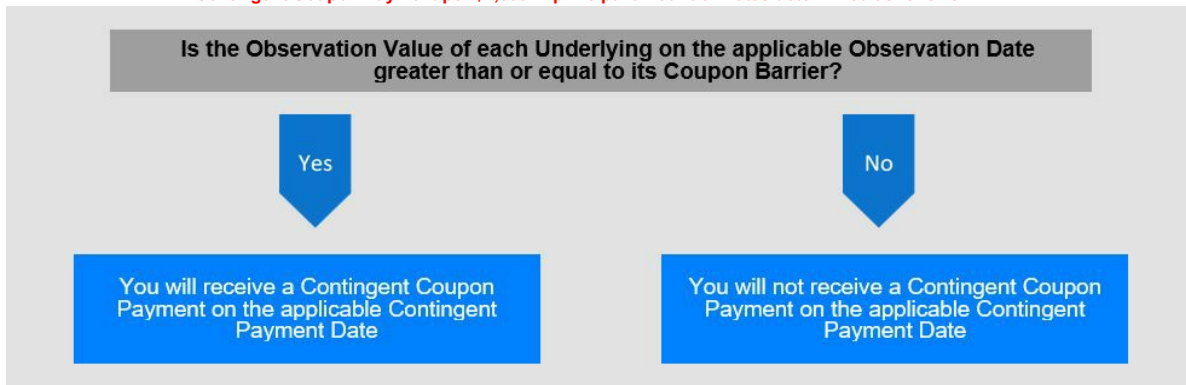 Is the Observation Value of each Underlying on the applicable Observation Date
greater than or equal to its Coupon Barrier?
Yes
No
You will receive a Contingent Coupon
Payment on the applicable Contingent
Payment Date
You will not receive a Contingent Coupon
Payment on the applicable Contingent
Payment Date